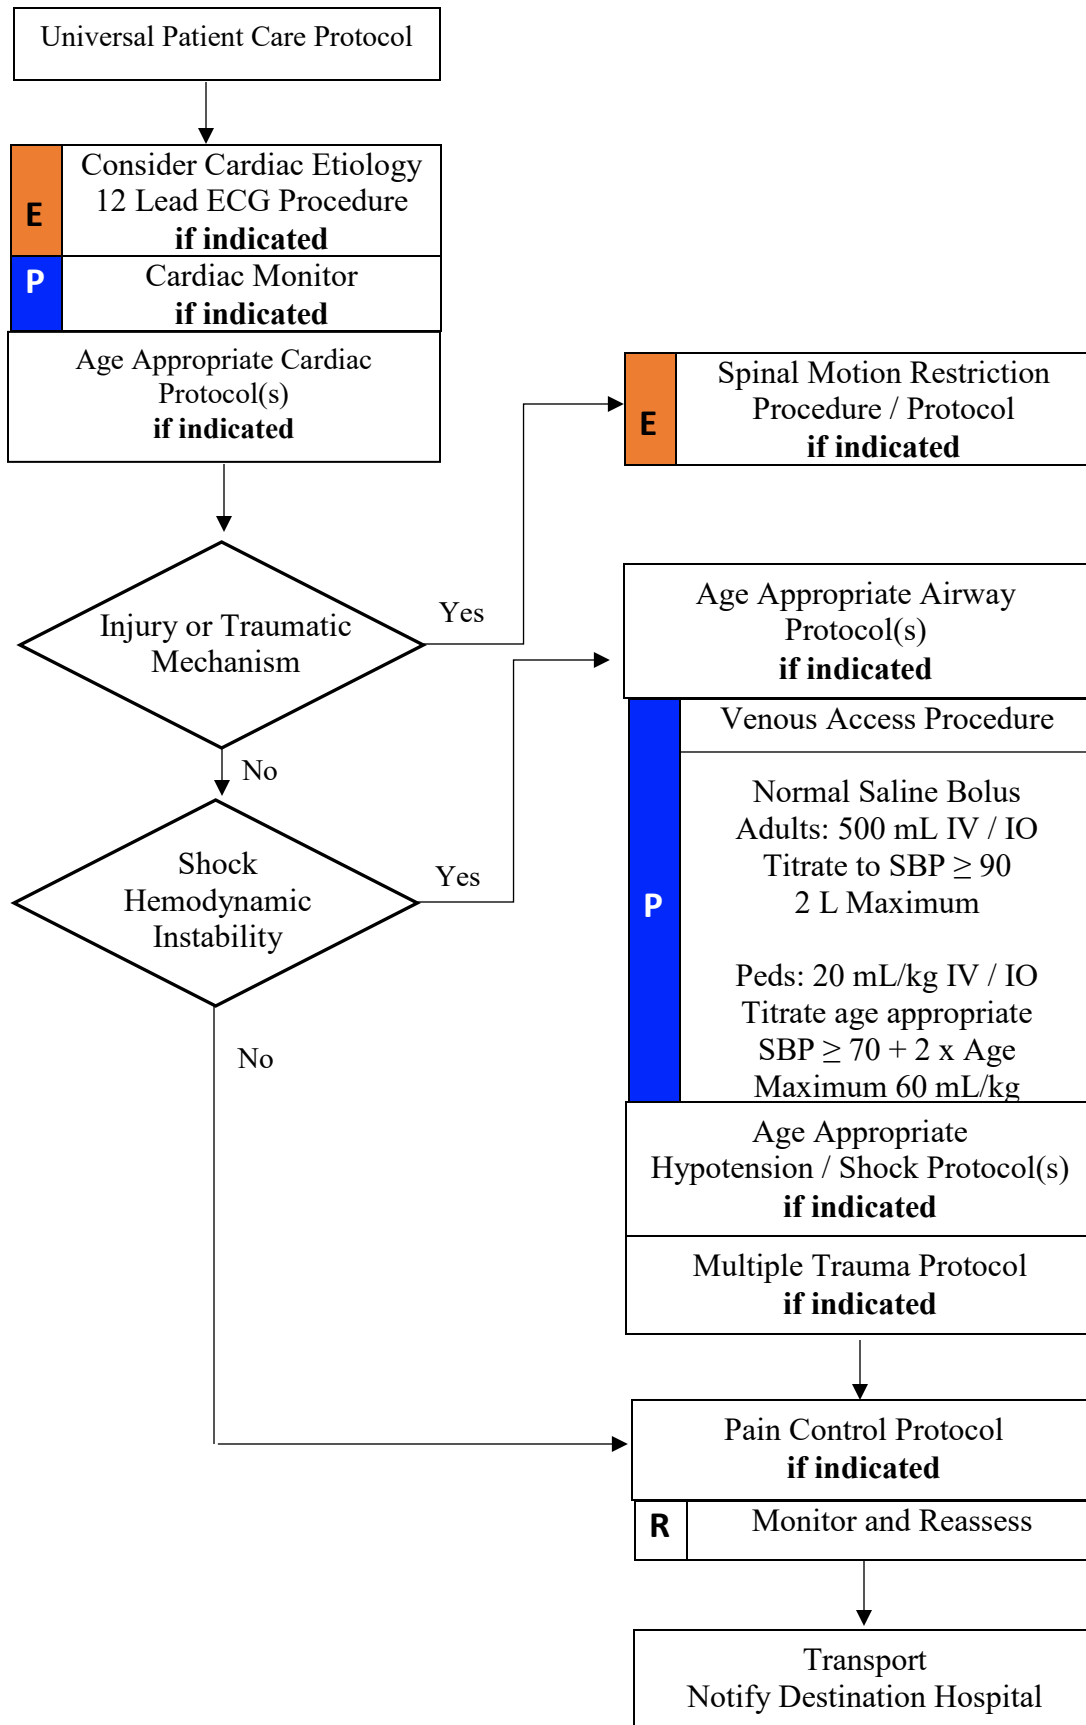 Universal Patient Care Protocol
E
Consider Cardiac Etiology
12 Lead ECG Procedure
if indicated
P
Cardiac Monitor
if indicated
Age Appropriate Cardiac
Protocol(s)
if indicated
E
Spinal Motion Restriction
Procedure / Protocol
if indicated
Injury or Traumatic
Mechanism
Yes
No
Shock
Hemodynamic
Instability
Yes
No
Age Appropriate Airway
Protocol(s)
if indicated
P
Venous Access Procedure
Normal Saline Bolus
Adults: 500 mL IV / IO
Titrate to SBP ≥ 90
2 L Maximum
Peds: 20 mL/kg IV / IO
Titrate age appropriate
SBP ≥ 70 + 2 x Age
Maximum 60 mL/kg
Age Appropriate
Hypotension / Shock Protocol(s)
if indicated
Multiple Trauma Protocol
if indicated
Pain Control Protocol
if indicated
R
Monitor and Reassess
Transport
Notify Destination Hospital